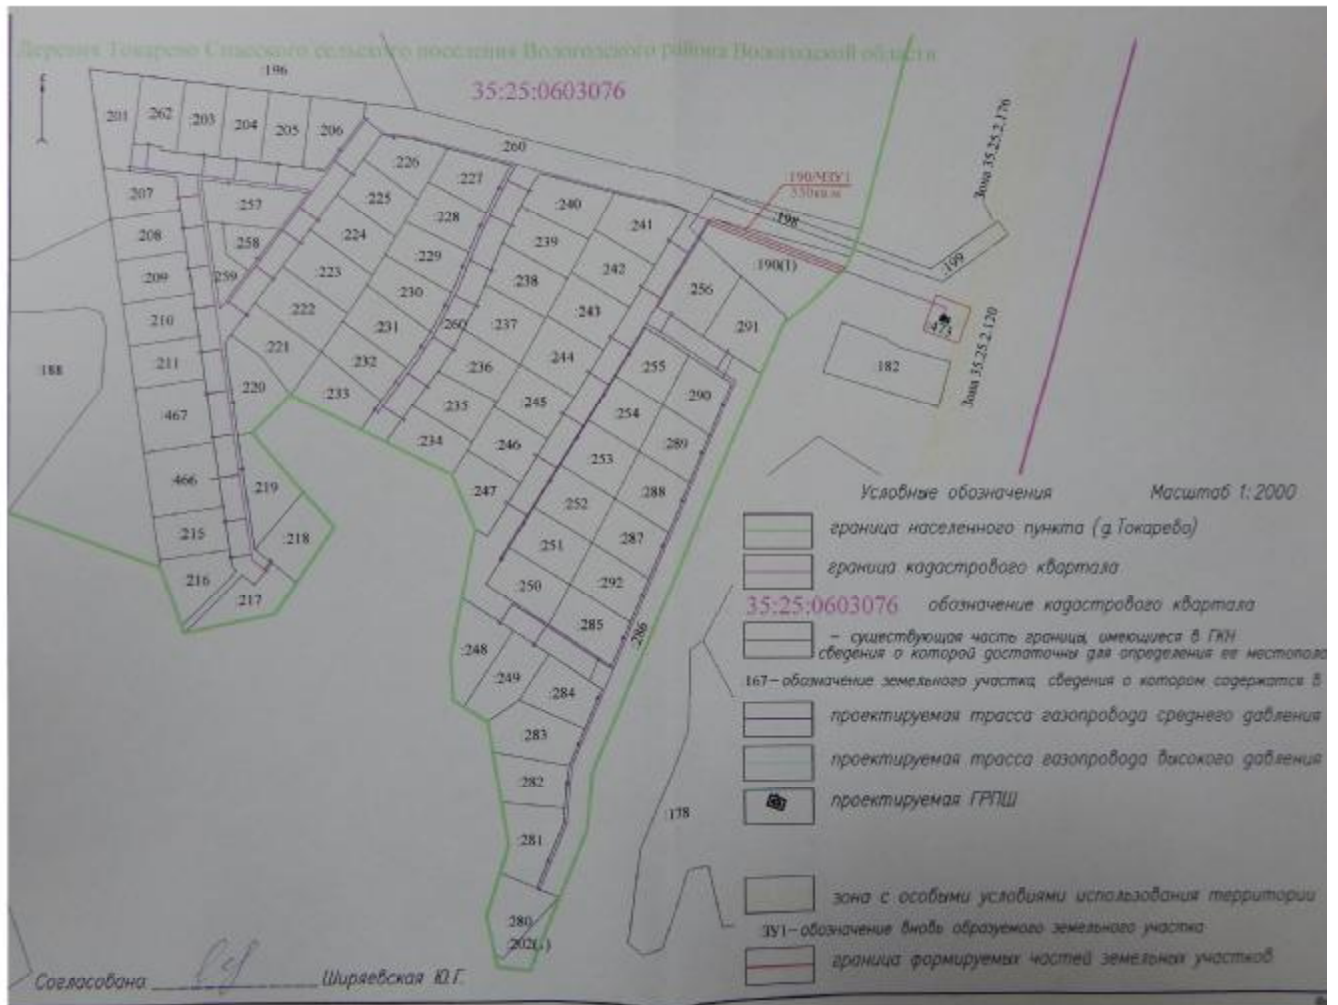 Деревня Токарево Спасского сельского поселения Вологодского района Вологодской области
:196
35:25:0603076
:201 :262 :203 :204 :205 :206
:260
:190/ЧЗУ1
330кв.м
Зона 35.25.2.176
:226 :227 :240 :241 :198 :199
:207 :257 :225 :228 :239 :242 :190(1)
:208 :258 :224 :229 :238 :256
:209 :259 :223 :230 :237 :243 :291 :473
:210 :222 :231 :260 :244 :182
Зона 35.25.2.120
:188 :211 :221 :232 :236 :255 :290
:467 :220 :233 :235 :245 :254 :289
:466 :219 :234 :246 :253 :288
:215 :218 :247 :252 :287
:216 :217 :251 :292
:250 :285 :286
:248 :249 :284
:283
:282
:281 :178
:280
:202(1)
Условные обозначения Масштаб 1:2000
граница населенного пункта (д.Токарево)
граница кадастрового квартала
35:25:0603076 обозначение кадастрового квартала
– существующая часть границы, имеющиеся в ГКН
сведения о которой достаточны для определения ее местополо
:167– обозначение земельного участка, сведения о котором содержатся в
проектируемая трасса газопровода среднего давления
проектируемая трасса газопровода высокого давления
проектируемая ГРПШ
зона с особыми условиями использования территории
ЗУ1– обозначение вновь образуемого земельного участка
граница формируемых частей земельных участков
Согласовано Ширяевская Ю.Г.